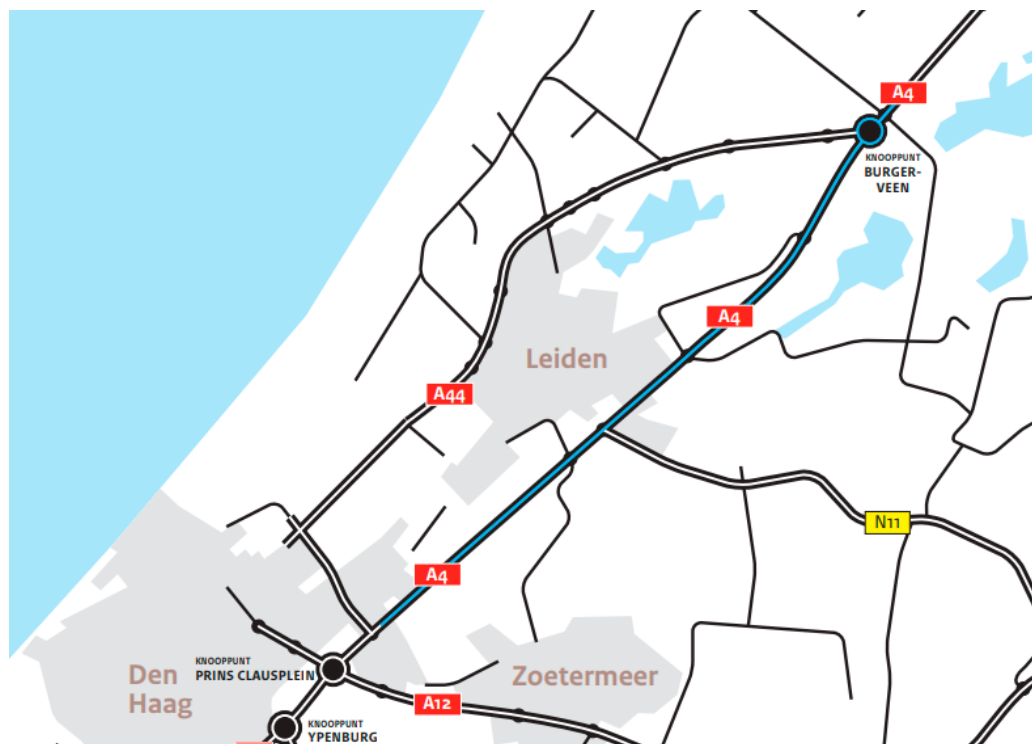 A4
KNOOPPUNT
BURGER-
VEEN
A4
Leiden
A44
N11
A4
KNOOPPUNT
PRINS CLAUSPLEIN
Den
Haag
Zoetermeer
A12
KNOOPPUNT
YPENBURG